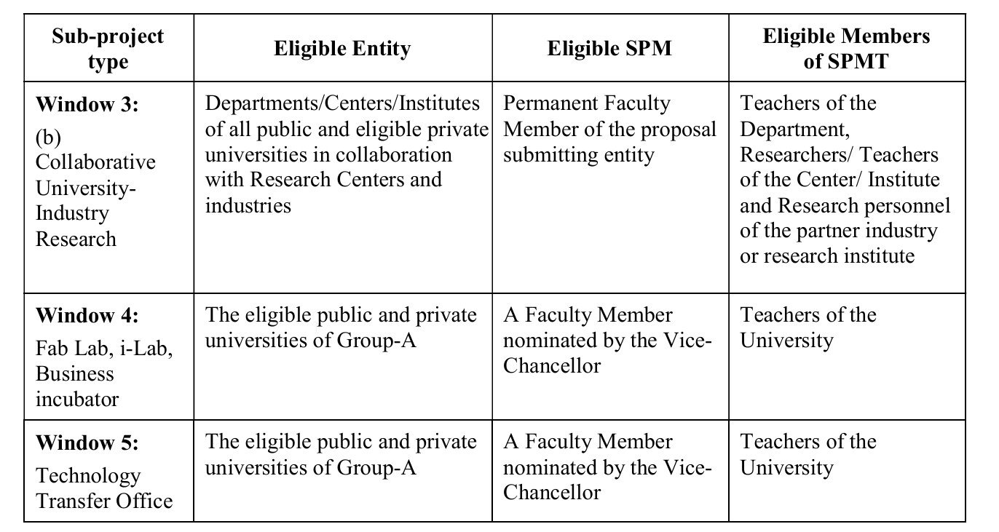 Sub-project
type
Eligible Entity
Eligible SPM
Eligible Members
of SPMT
Window 3:
(b)
Collaborative
University-
Industry
Research
Departments/Centers/Institutes
of all public and eligible private
universities in collaboration
with Research Centers and
industries
Permanent Faculty
Member of the proposal
submitting entity
Teachers of the
Department,
Researchers/ Teachers
of the Center/ Institute
and Research personnel
of the partner industry
or research institute
Window 4:
Fab Lab, i-Lab,
Business
incubator
The eligible public and private
universities of Group-A
A Faculty Member
nominated by the Vice-
Chancellor
Teachers of the
University
Window 5:
Technology
Transfer Office
The eligible public and private
universities of Group-A
A Faculty Member
nominated by the Vice-
Chancellor
Teachers of the
University